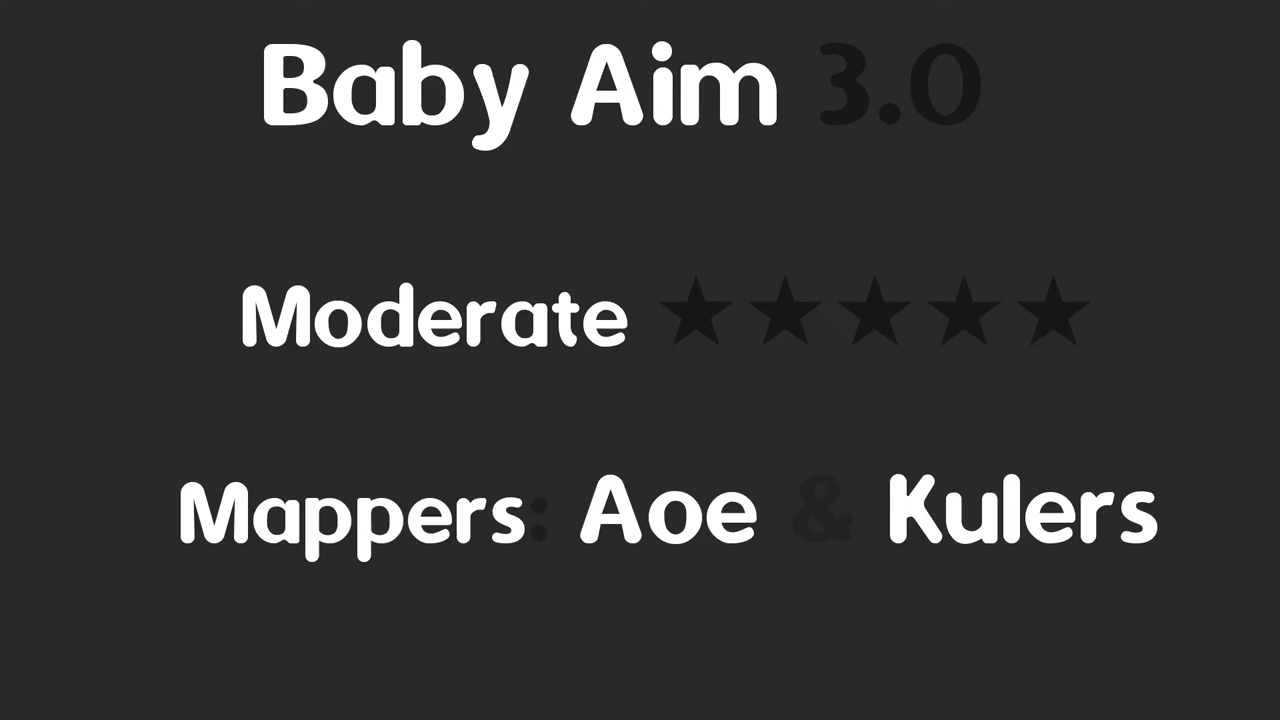 Baby Aim 3.0
Moderate ★★★★★
Mappers: Aoe & Kulers